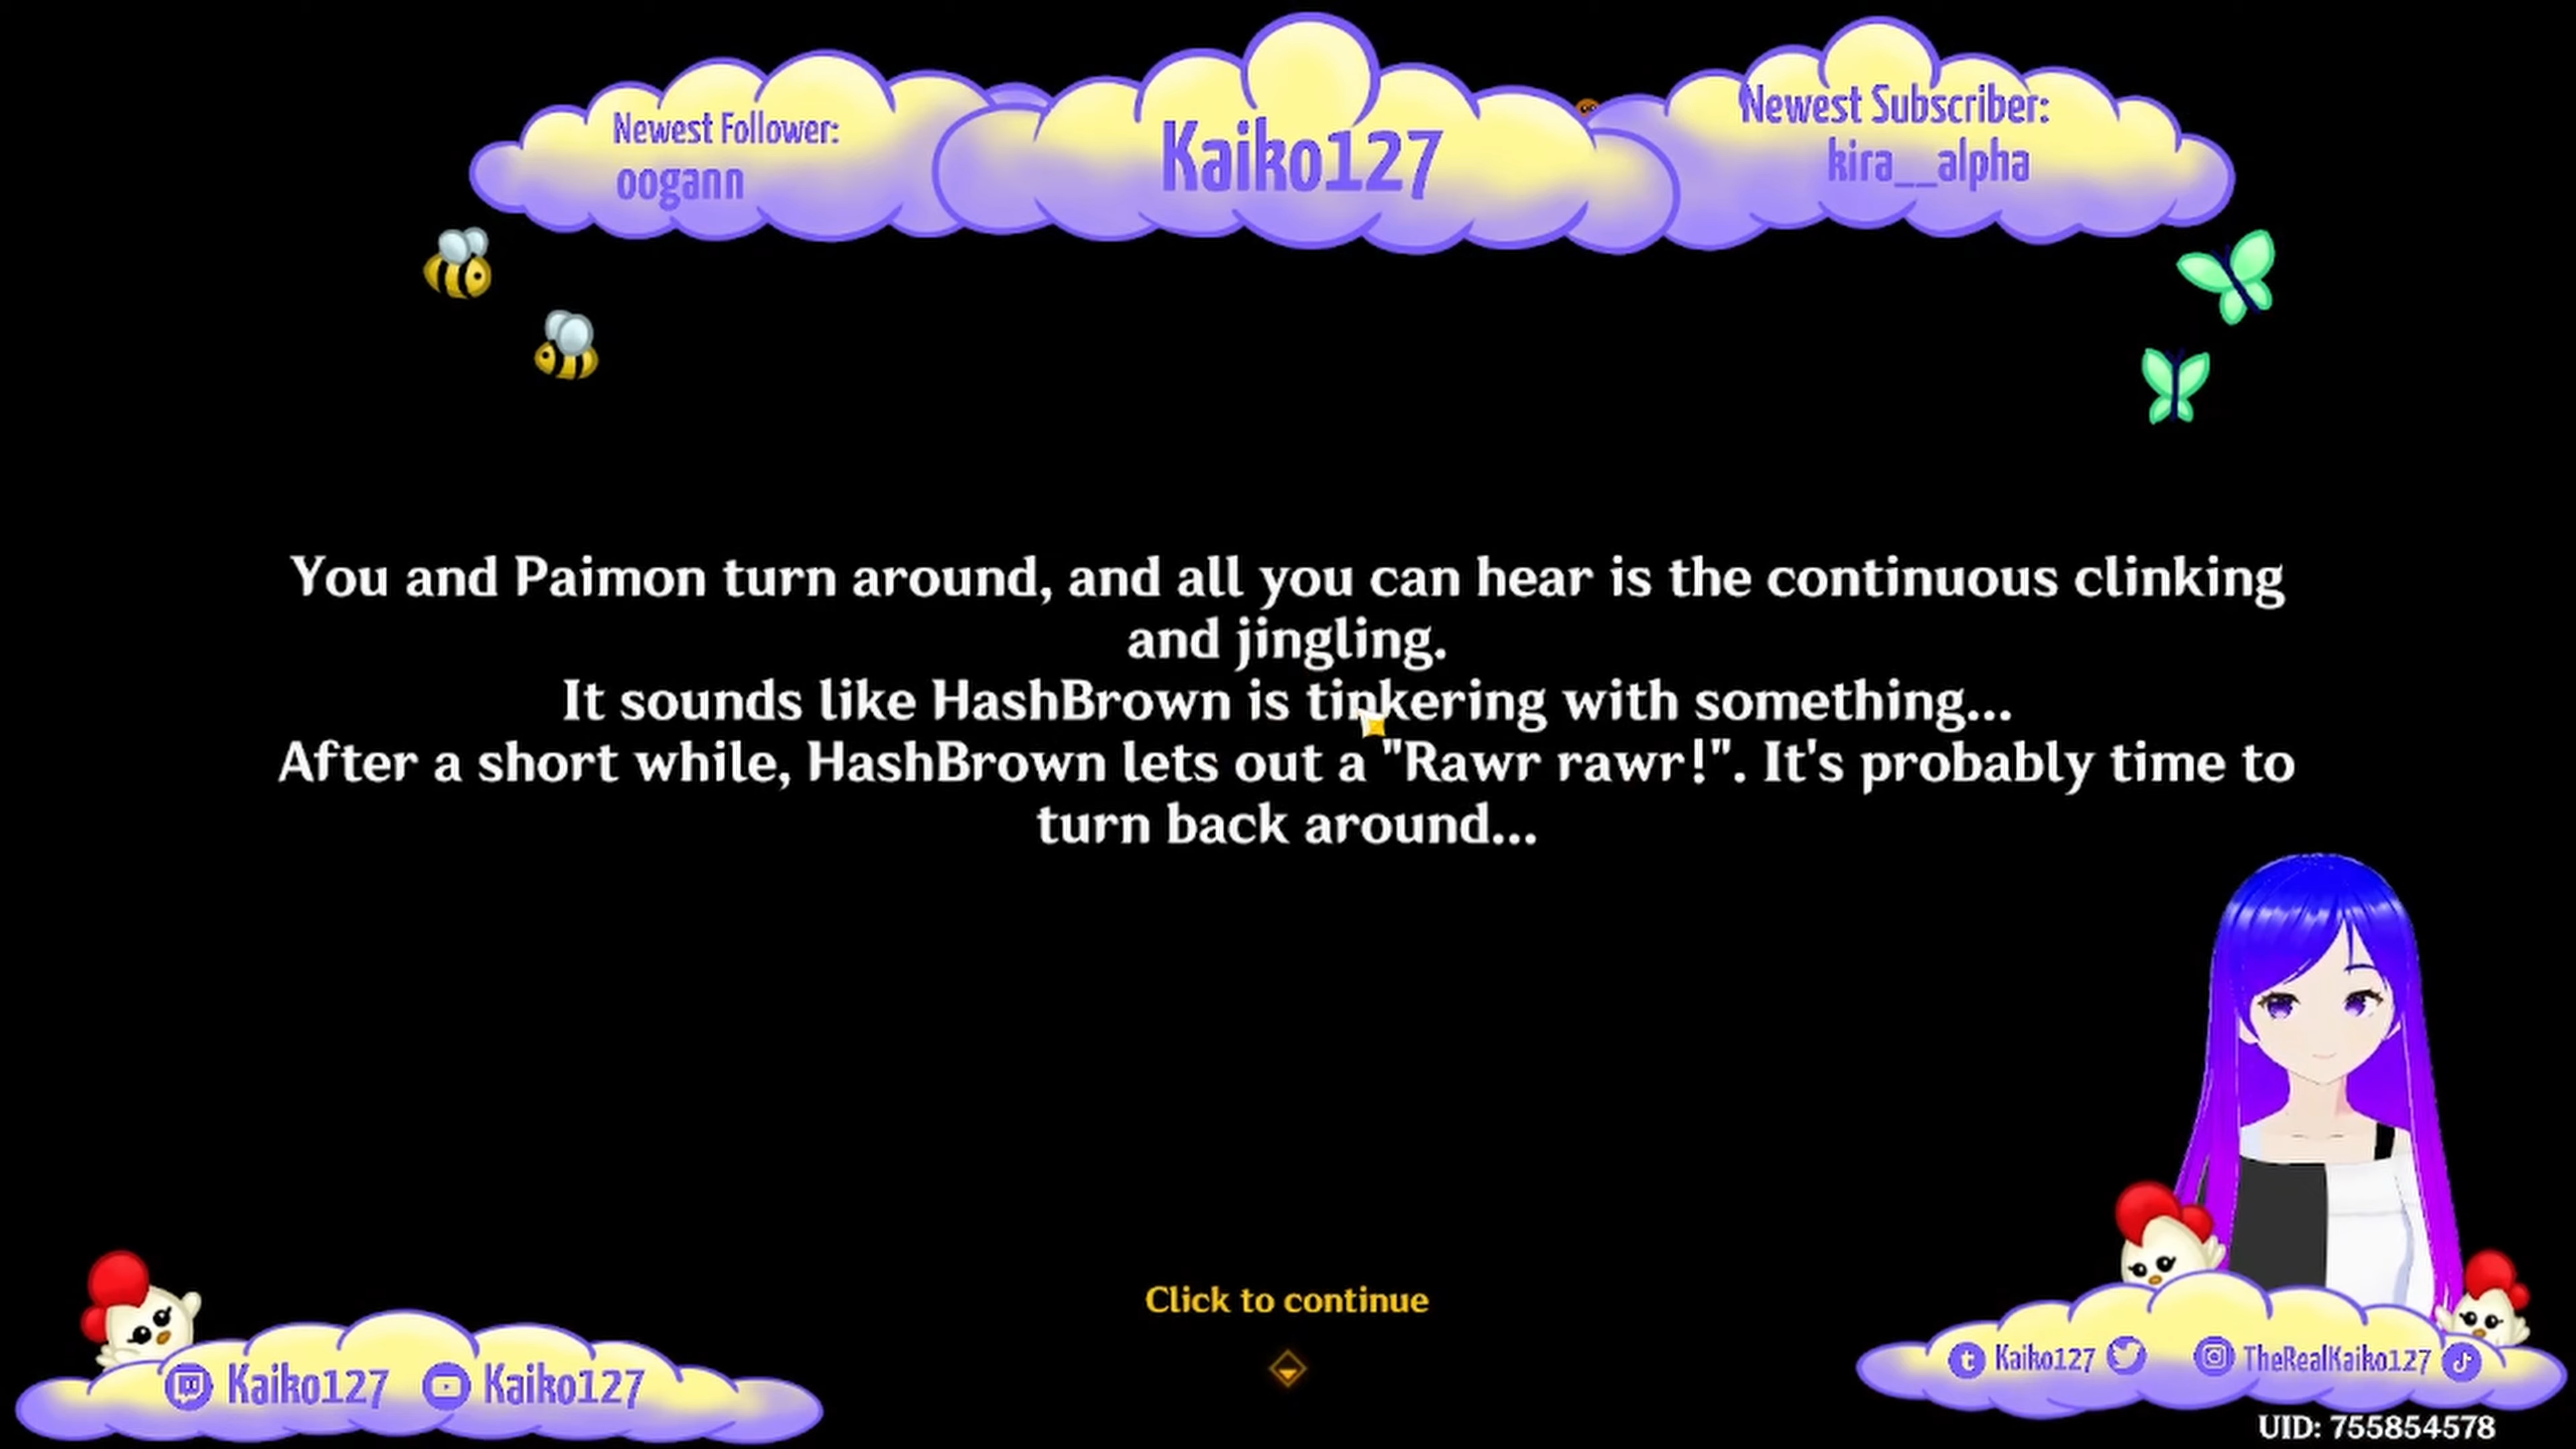 Newest Follower:
oogann
Kaiko127
Newest Subscriber:
kira__alpha
You and Paimon turn around, and all you can hear is the continuous clinking
and jingling.
It sounds like HashBrown is tinkering with something...
After a short while, HashBrown lets out a "Rawr rawr!". It's probably time to
turn back around...
Click to continue
Kaiko127 Kaiko127
Kaiko127 TheRealKaiko127
UID: 755854578